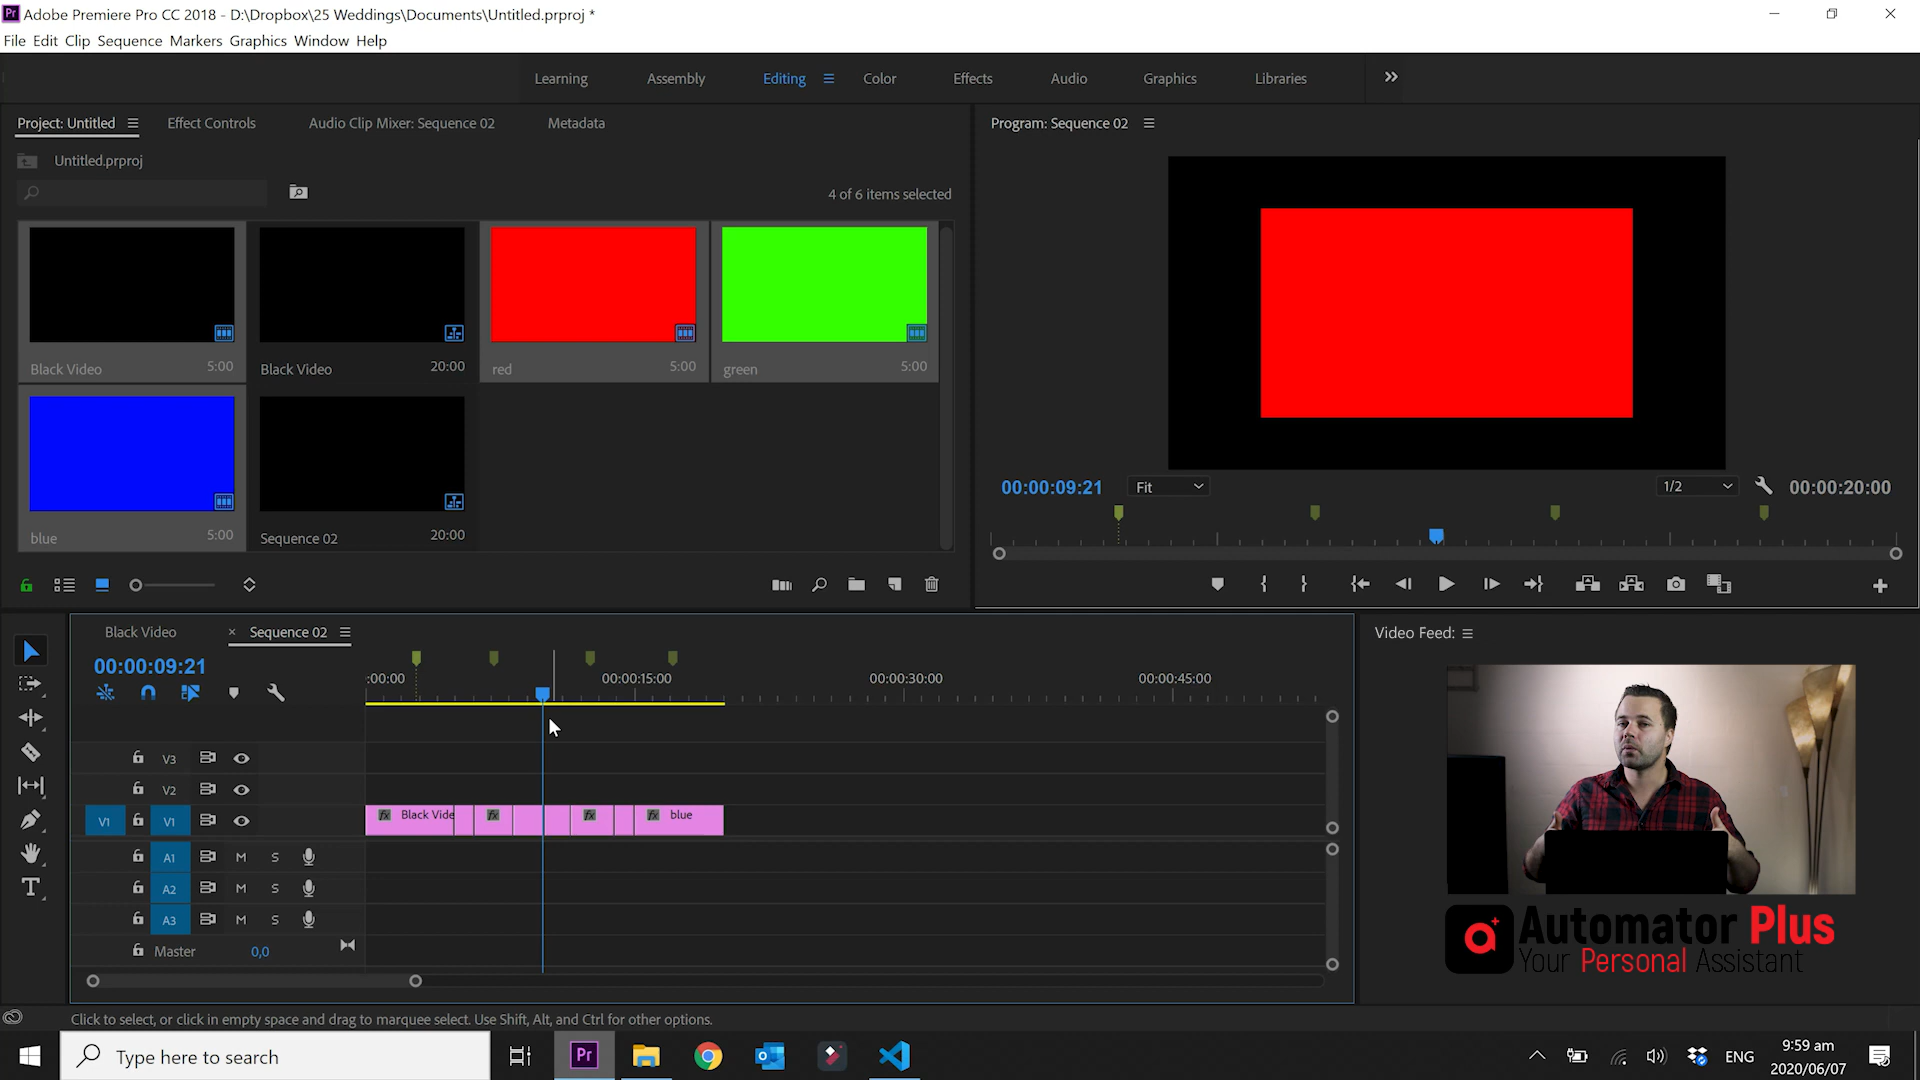 Adobe Premiere Pro CC 2018 - D:\Dropbox\25 Weddings\Documents\Untitled.prproj *
File Edit Clip Sequence Markers Graphics Window Help
Learning Assembly Editing Color Effects Audio Graphics Libraries
Project: Untitled Effect Controls Audio Clip Mixer: Sequence 02 Metadata
Program: Sequence 02
Untitled.prproj
4 of 6 items selected
Black Video 5:00
Black Video 20:00
red 5:00
green 5:00
blue 5:00
Sequence 02 20:00
00:00:09:21 Fit 1/2 00:00:20:00
Black Video × Sequence 02
00:00:09:21
:00:00 00:00:15:00 00:00:30:00 00:00:45:00
V3
V2
V1 V1
fx Black Vide fx fx fx blue
A1 M S
A2 M S
A3 M S
Master 0,0
Video Feed:
Automator Plus
Your Personal Assistant
Click to select, or click in empty space and drag to marquee select. Use Shift, Alt, and Ctrl for other options.
Type here to search
Pr
ENG
9:59 am
2020/06/07